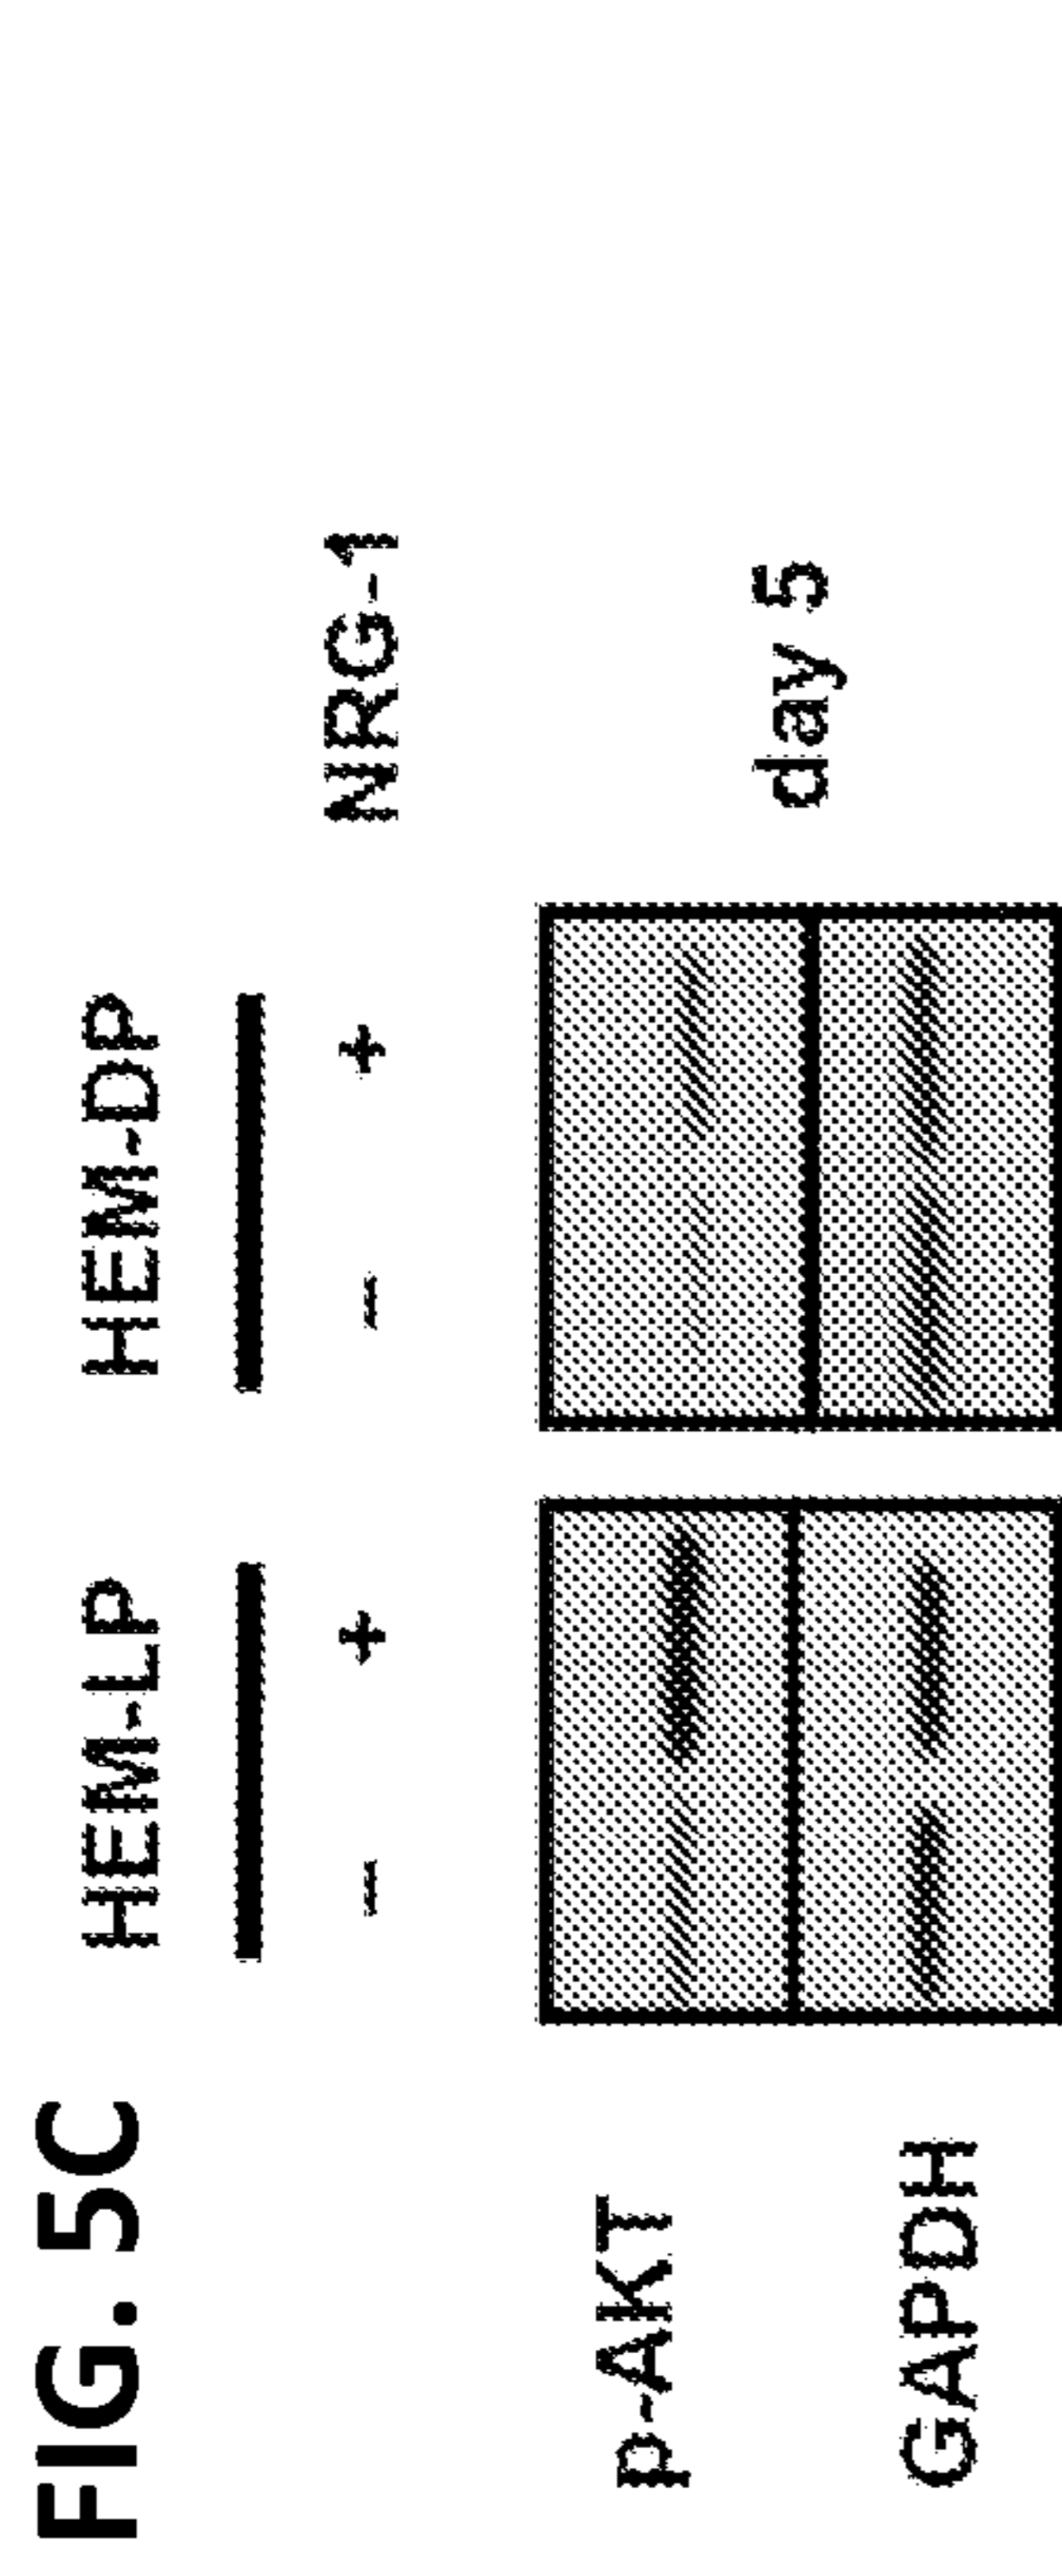 FIG. 5C
HEM-LP HEM-DP
– + – + NRG-1
p-AKT
day 5
GAPDH